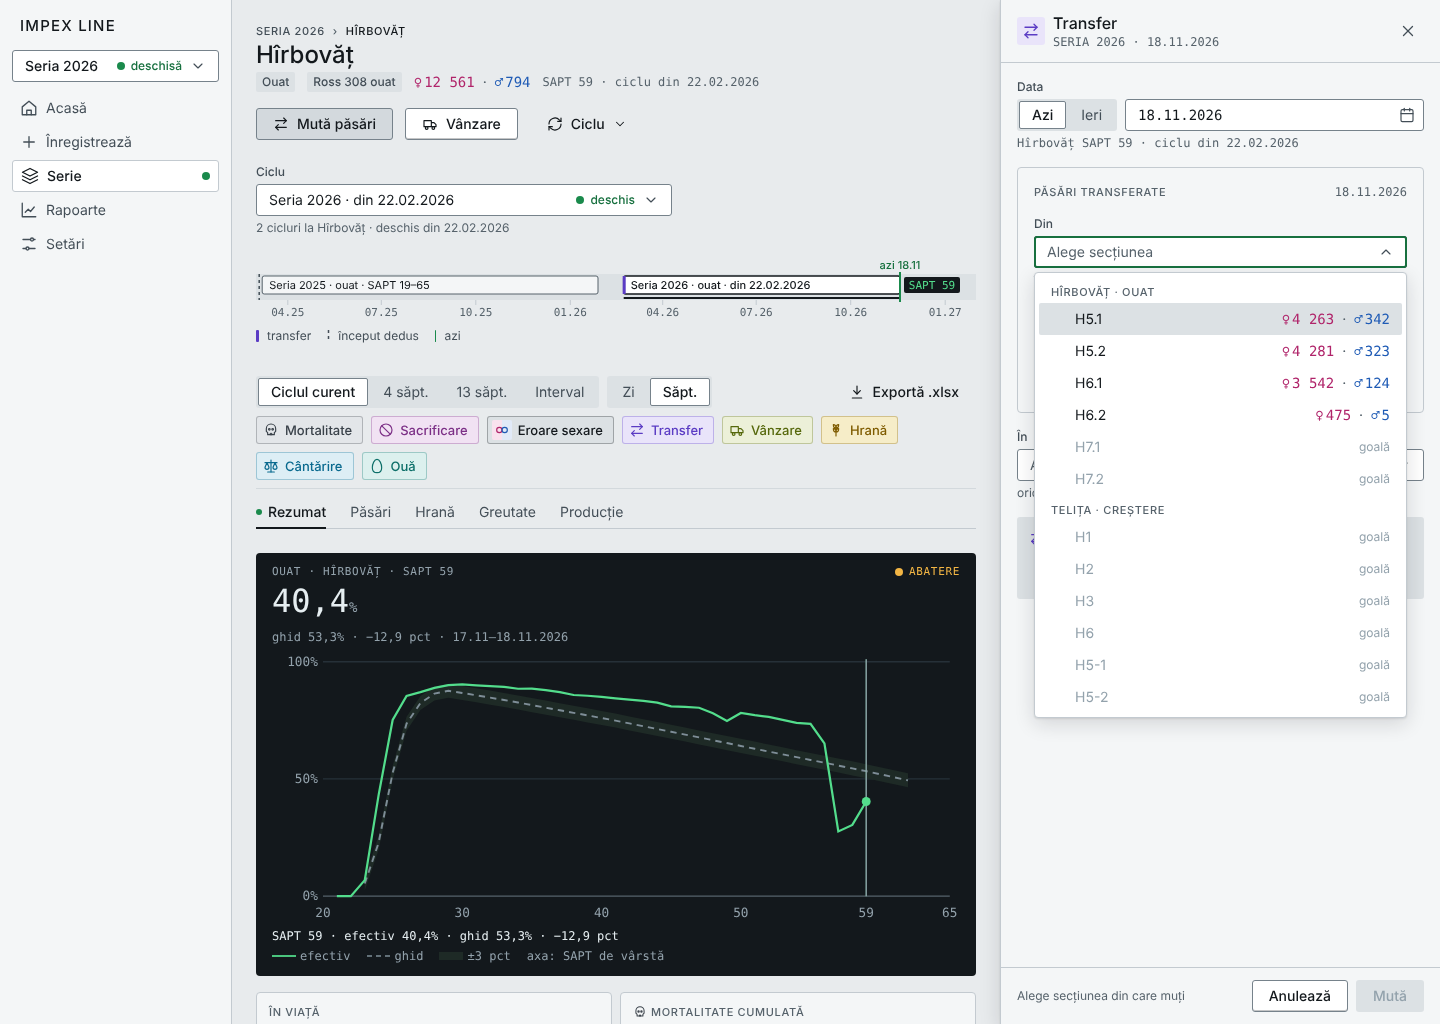 IMPEX LINE
Seria 2026 deschisă
Acasă
Înregistrează
Serie
Rapoarte
Setări
SERIA 2026 › HÎRBOVĂȚ
Hîrbovăț
Ouat Ross 308 ouat ♀12 561 · ♂794 SAPT 59 · ciclu din 22.02.2026
Mută păsări Vânzare Ciclu
Ciclu
Seria 2026 · din 22.02.2026 deschis
2 cicluri la Hîrbovăț · deschis din 22.02.2026
azi 18.11
Seria 2025 · ouat · SAPT 19–65 Seria 2026 · ouat · din 22.02.2026 SAPT 59
04.25 07.25 10.25 01.26 04.26 07.26 10.26 01.27
transfer început dedus azi
Ciclul curent 4 săpt. 13 săpt. Interval Zi Săpt. Exportă .xlsx
Mortalitate Sacrificare Eroare sexare Transfer Vânzare Hrană
Cântărire Ouă
Rezumat Păsări Hrană Greutate Producție
OUAT · HÎRBOVĂȚ · SAPT 59 ABATERE
40,4%
ghid 53,3% · −12,9 pct · 17.11–18.11.2026
100%
50%
0%
20 30 40 50 59 65
SAPT 59 · efectiv 40,4% · ghid 53,3% · −12,9 pct
efectiv ghid ±3 pct axa: SAPT de vârstă
ÎN VIAȚĂ MORTALITATE CUMULATĂ
Transfer
SERIA 2026 · 18.11.2026
Data
Azi Ieri 18.11.2026
Hîrbovăț SAPT 59 · ciclu din 22.02.2026
PĂSĂRI TRANSFERATE 18.11.2026
Din
Alege secțiunea
HÎRBOVĂȚ · OUAT
H5.1 ♀4 263 · ♂342
H5.2 ♀4 281 · ♂323
H6.1 ♀3 542 · ♂124
H6.2 ♀475 · ♂5
H7.1 goală
H7.2 goală
TELIȚA · CREȘTERE
H1 goală
H2 goală
H3 goală
H6 goală
H5-1 goală
H5-2 goală
În
Alege secțiunea din care muți Anulează Mută